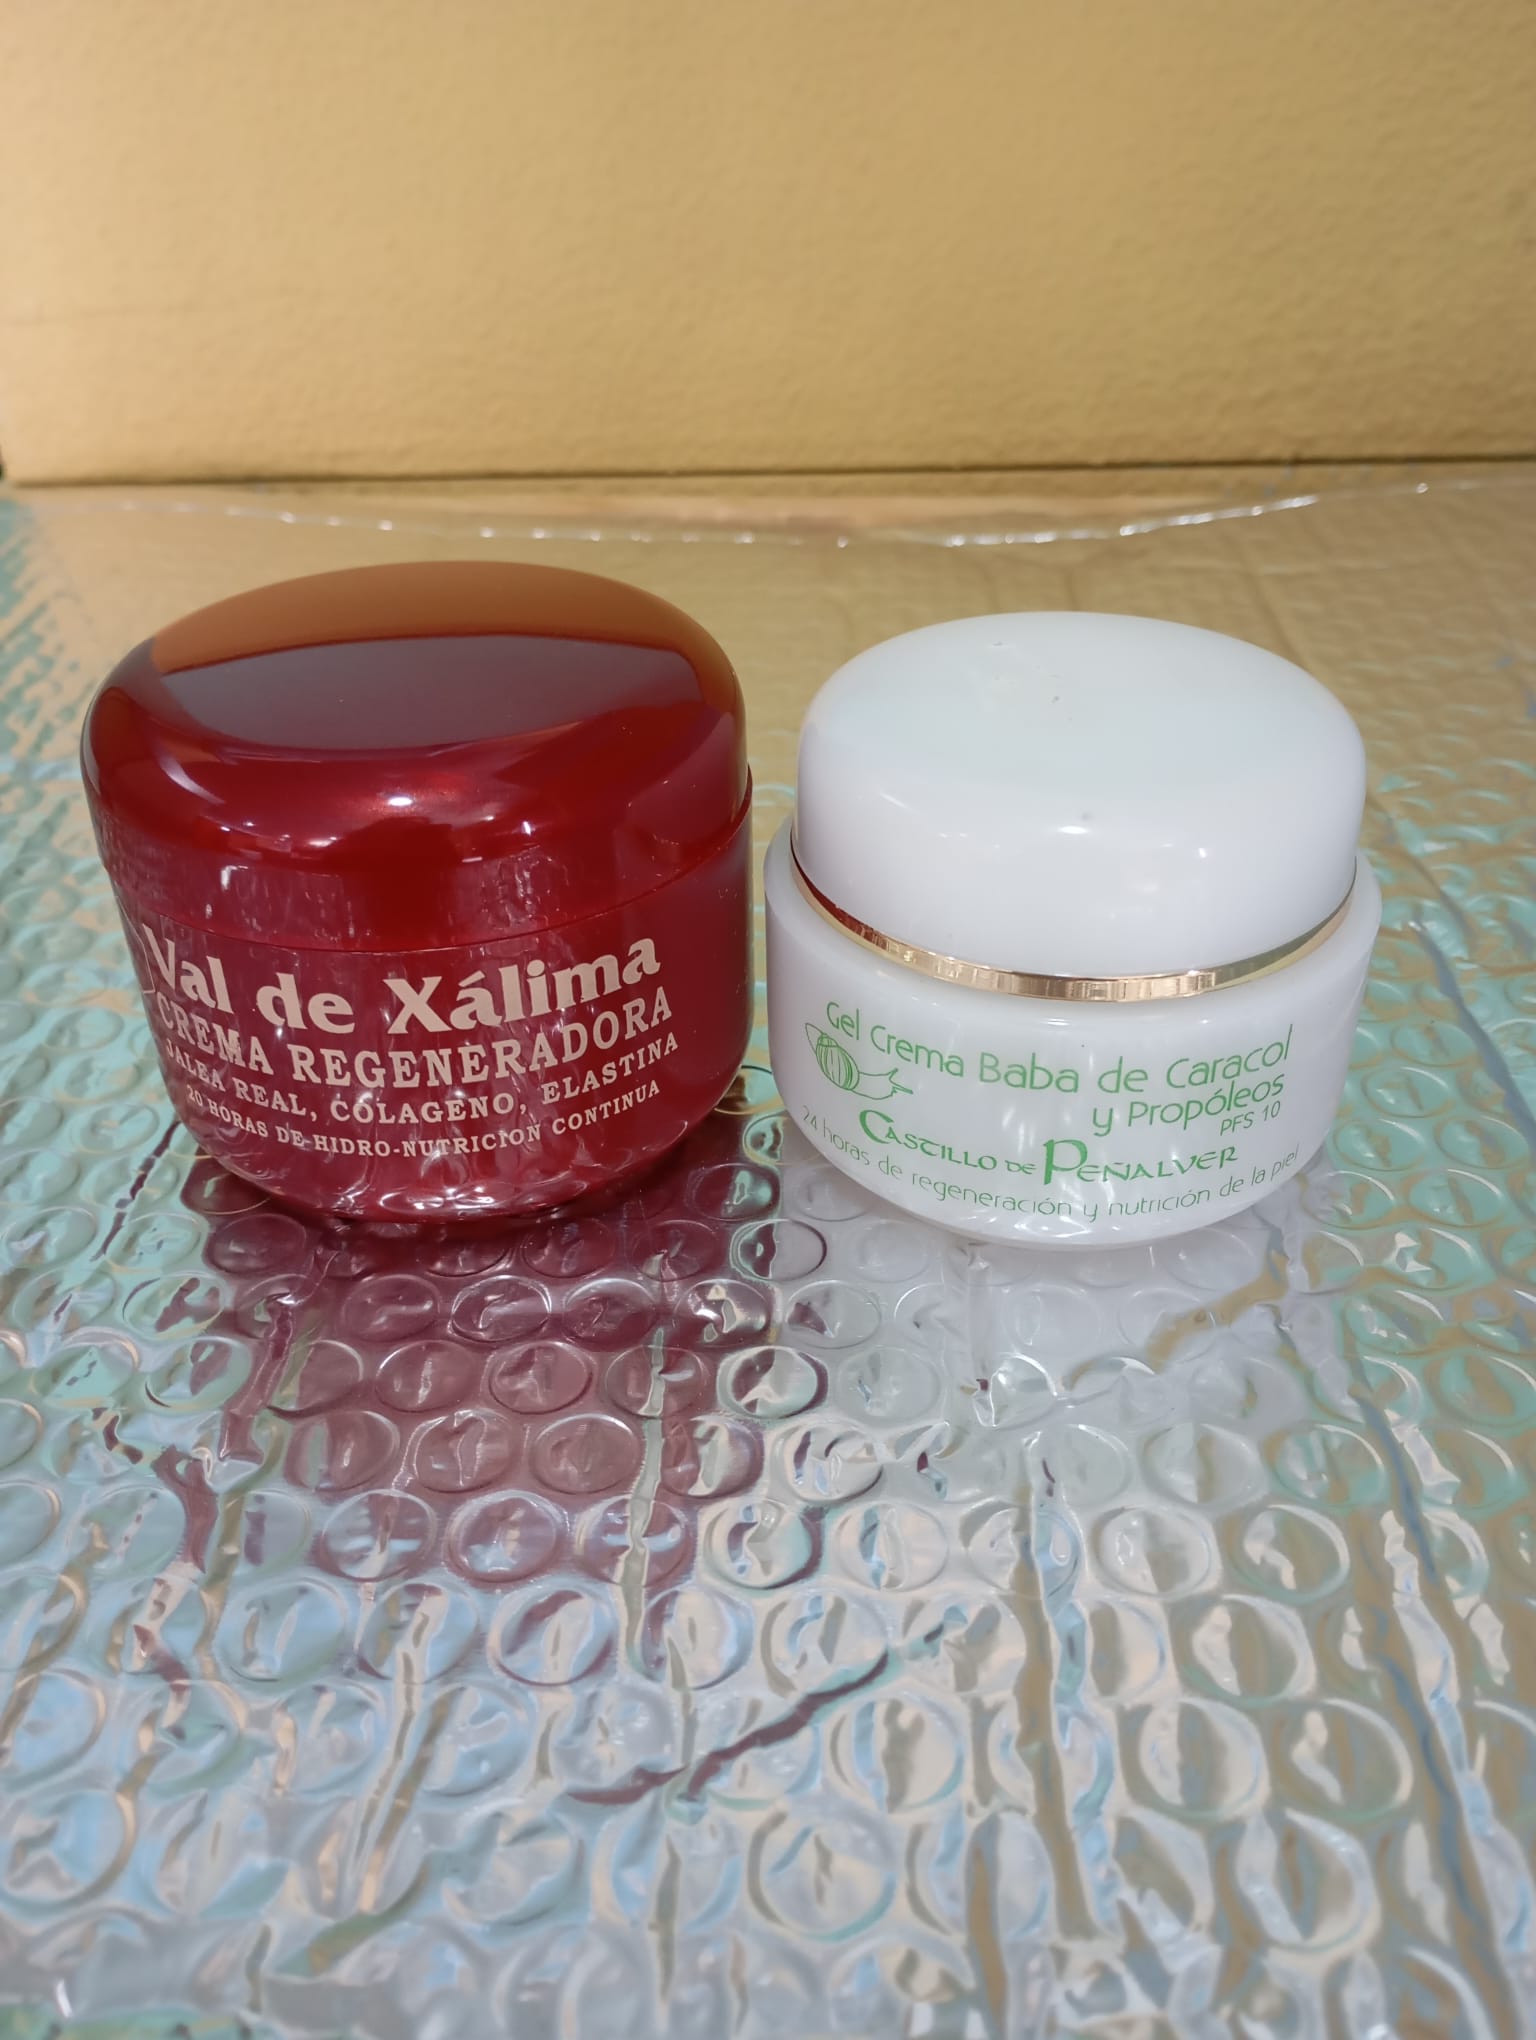 Val de Xálima
CREMA REGENERADORA
JALEA REAL, COLAGENO, ELASTINA
20 HORAS DE HIDRO-NUTRICION CONTINUA
Gel Crema Baba de Caracol
y Propóleos
PFS 10
CASTILLO DE PEÑALVER
24 horas de regeneración y nutrición de la piel